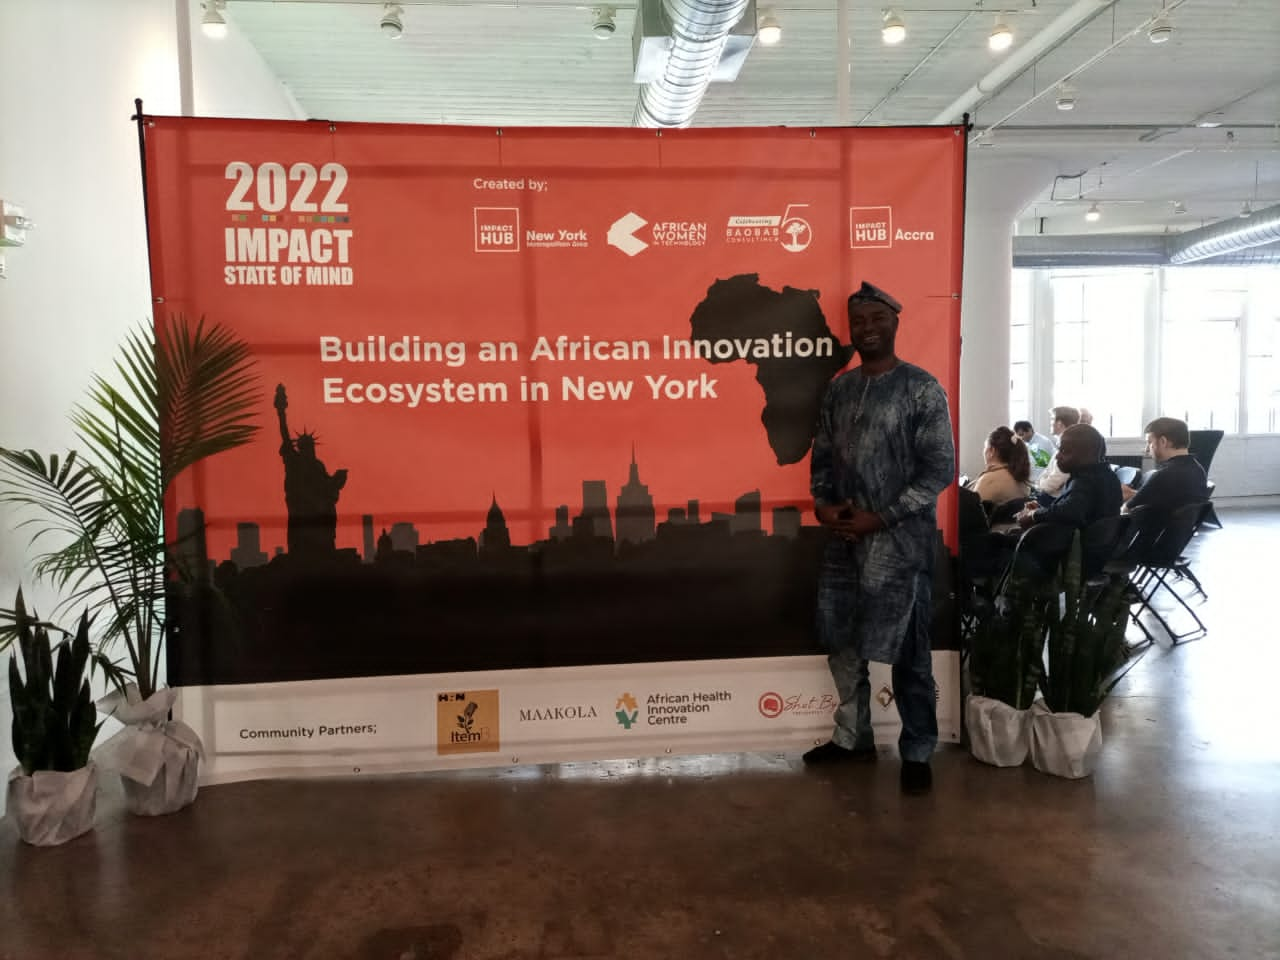 2022
IMPACT
STATE OF MIND
Created by;
IMPACT
HUB
New York
Metropolitan Area
AFRICAN
WOMEN
IN TECHNOLOGY
Celebrating
5
BAOBAB
CONSULTING
IMPACT
HUB
Accra
Building an African Innovation
Ecosystem in New York
Community Partners;
Item
MAAKOLA
African Health
Innovation
Centre
Shot By